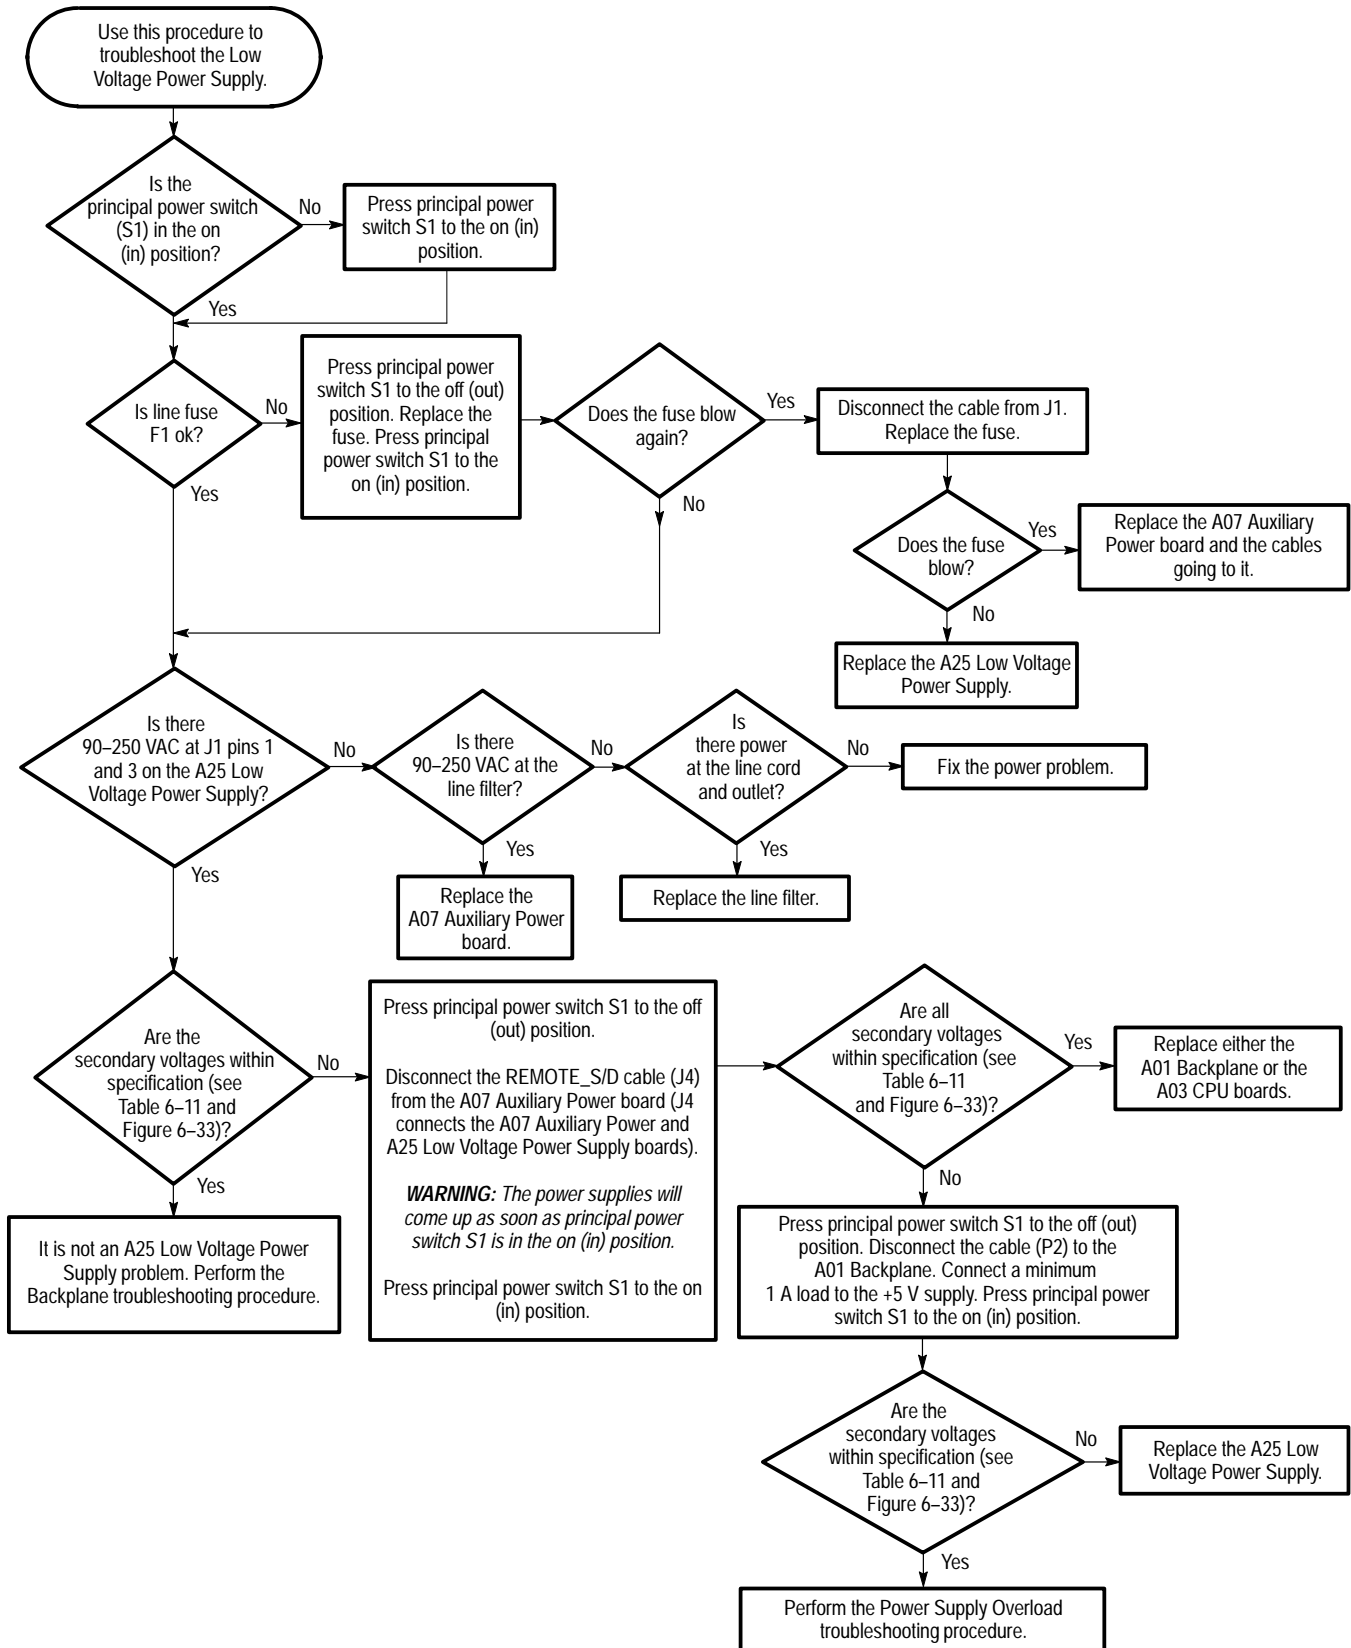 Use this procedure to
troubleshoot the Low
Voltage Power Supply.
Is the
principal power switch
(S1) in the on
(in) position?
No
Press principal power
switch S1 to the on (in)
position.
Yes
Is line fuse
F1 ok?
No
Press principal power
switch S1 to the off (out)
position. Replace the
fuse. Press principal
power switch S1 to the
on (in) position.
Does the fuse blow
again?
Yes
Disconnect the cable from J1.
Replace the fuse.
Yes
No
Does the fuse
blow?
Yes
Replace the A07 Auxiliary
Power board and the cables
going to it.
No
Replace the A25 Low Voltage
Power Supply.
Is there
90–250 VAC at J1 pins 1
and 3 on the A25 Low
Voltage Power Supply?
No
Is there
90–250 VAC at the
line filter?
No
Is
there power
at the line cord
and outlet?
No
Fix the power problem.
Yes
Yes
Yes
Replace the
A07 Auxiliary Power
board.
Replace the line filter.
Are the
secondary voltages within
specification (see
Table 6–11 and
Figure 6–33)?
No
Press principal power switch S1 to the off
(out) position.
Disconnect the REMOTE_S/D cable (J4)
from the A07 Auxiliary Power board (J4
connects the A07 Auxiliary Power and
A25 Low Voltage Power Supply boards).
WARNING: The power supplies will
come up as soon as principal power
switch S1 is in the on (in) position.
Press principal power switch S1 to the on
(in) position.
Are all
secondary voltages
within specification (see
Table 6–11
and Figure 6–33)?
Yes
Replace either the
A01 Backplane or the
A03 CPU boards.
Yes
It is not an A25 Low Voltage Power
Supply problem. Perform the
Backplane troubleshooting procedure.
No
Press principal power switch S1 to the off (out)
position. Disconnect the cable (P2) to the
A01 Backplane. Connect a minimum
1 A load to the +5 V supply. Press principal power
switch S1 to the on (in) position.
Are the
secondary voltages
within specification (see
Table 6–11 and
Figure 6–33)?
No
Replace the A25 Low
Voltage Power Supply.
Yes
Perform the Power Supply Overload
troubleshooting procedure.